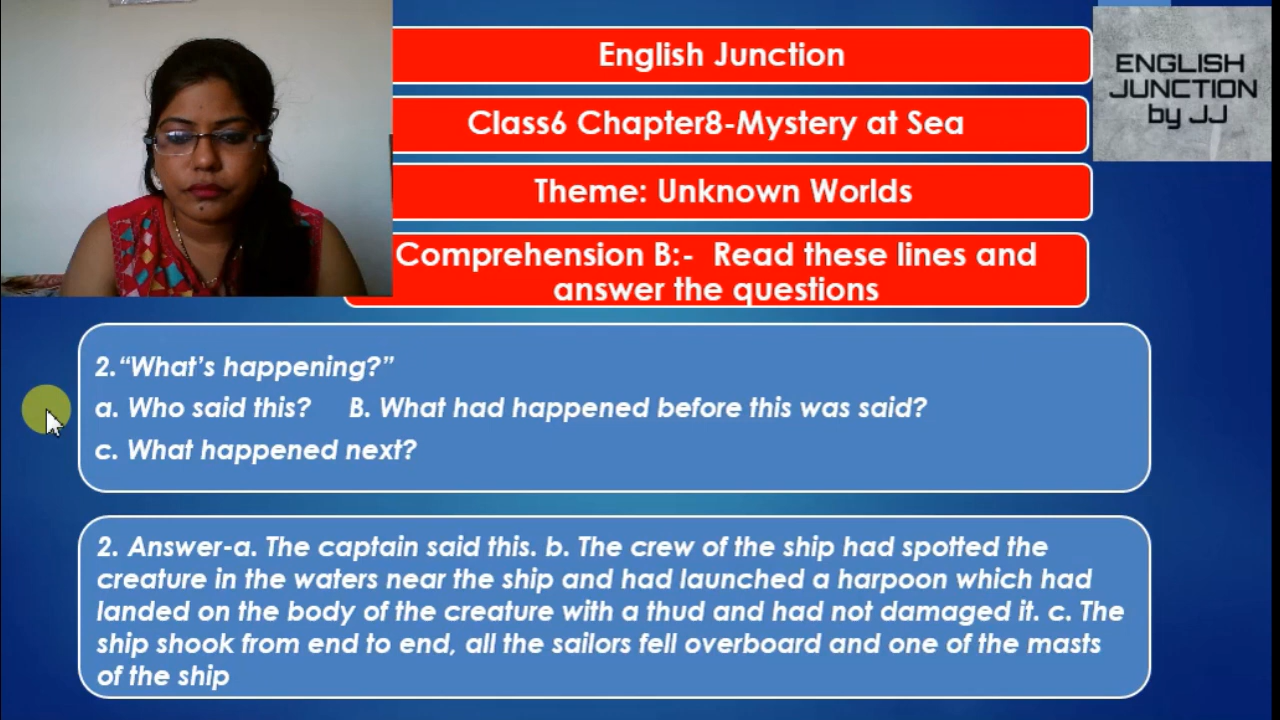 English Junction
Class6 Chapter8-Mystery at Sea
Theme: Unknown Worlds
Comprehension B:-  Read these lines and
answer the questions
ENGLISH
JUNCTION
by JJ
2.“What’s happening?”
a. Who said this?     B. What had happened before this was said?
c. What happened next?
2. Answer-a. The captain said this. b. The crew of the ship had spotted the
creature in the waters near the ship and had launched a harpoon which had
landed on the body of the creature with a thud and had not damaged it. c. The
ship shook from end to end, all the sailors fell overboard and one of the masts
of the ship